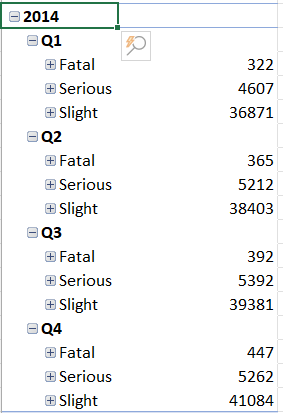 2014
Q1
Fatal 322
Serious 4607
Slight 36871
Q2
Fatal 365
Serious 5212
Slight 38403
Q3
Fatal 392
Serious 5392
Slight 39381
Q4
Fatal 447
Serious 5262
Slight 41084